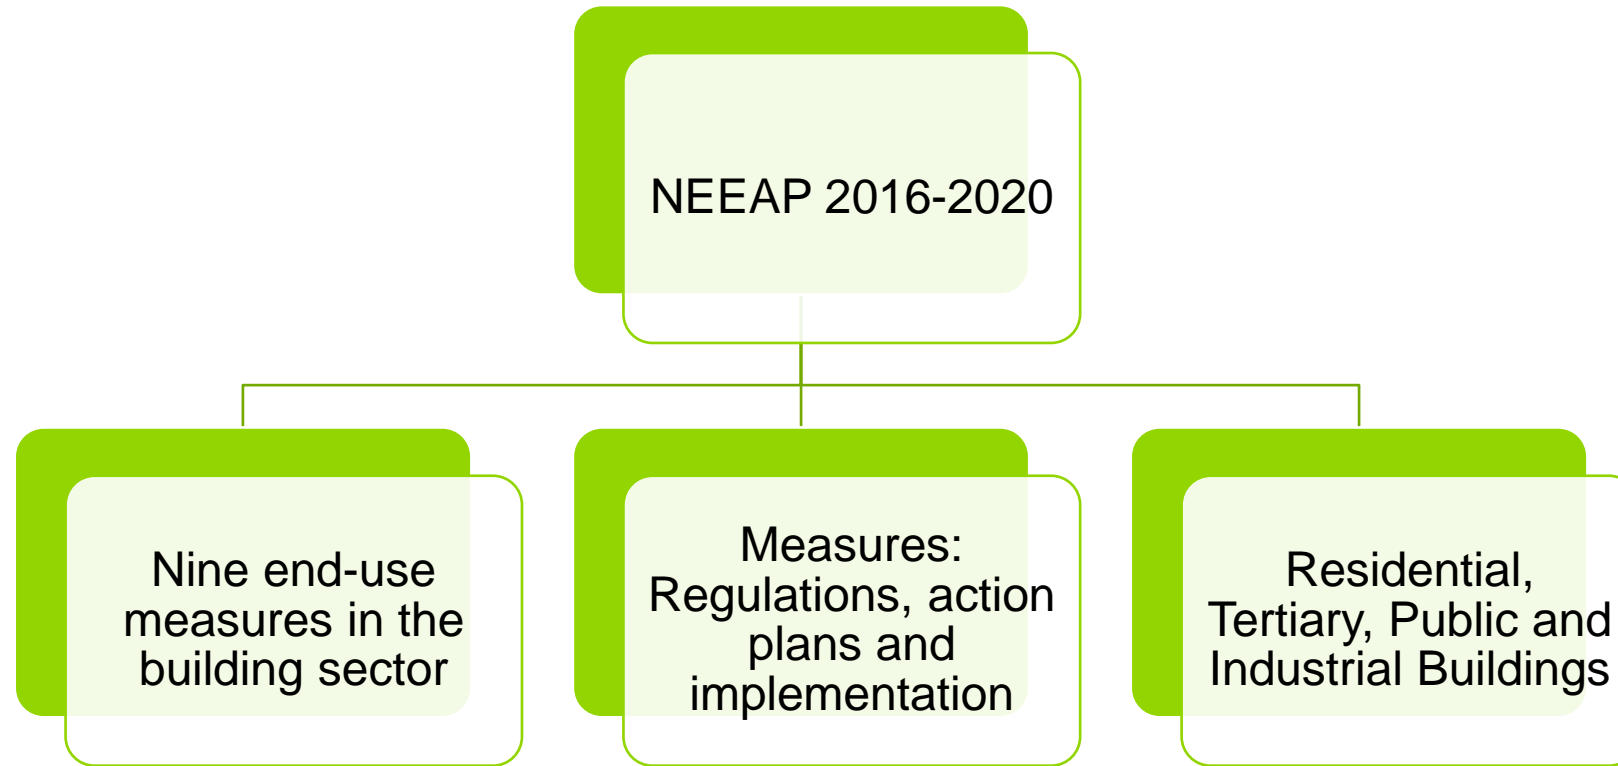 NEEAP 2016-2020
Nine end-use
measures in the
building sector
Measures:
Regulations, action
plans and
implementation
Residential,
Tertiary, Public and
Industrial Buildings